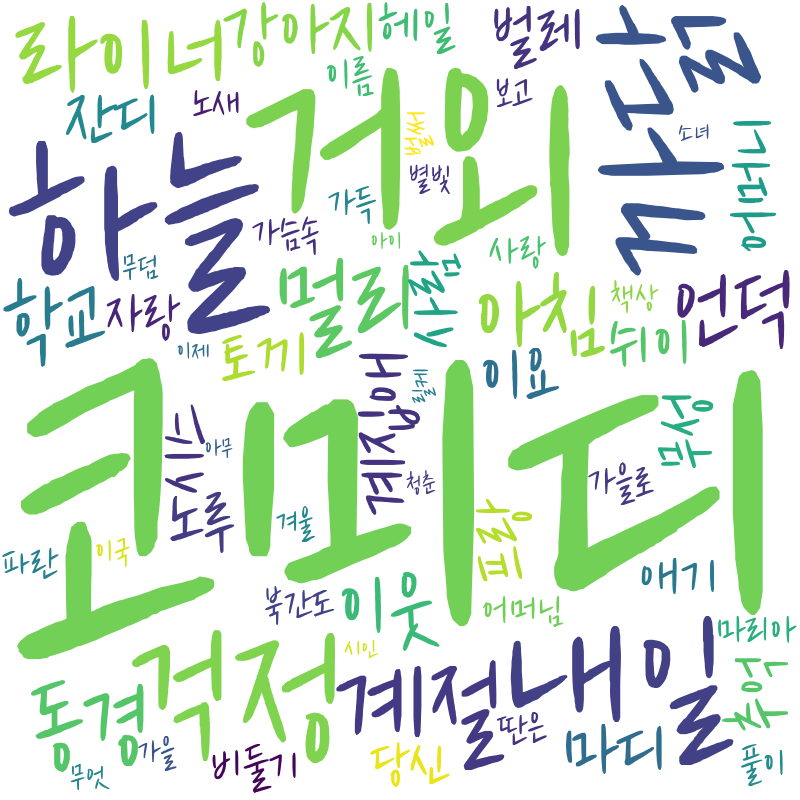 라이너
강아지
헤일
벌레
까닭
이름
잔디
노새
보고
거외
하늘
소녀
어머니
별빛
가득
가슴속
아이
사랑
무덤
학교
자랑
멀리
아침
책상
쉬이
언덕
이제
토끼
이요
코미디
계집애
노루
아무
청춘
무성
가을로
겨울
피랑
파란
이국
애기
북간도
이웃
어머님
마리아
시인
동경
걱정
계절
내일
추억
가을
무엇
비둘기
당신
딴은
마디
풀이